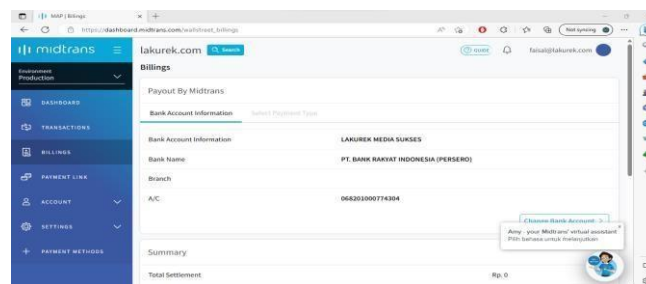 MAP | Billings
https://dashboard.midtrans.com/wallstreet_billings
Not syncing
midtrans
lakurek.com
Search
GUIDE
faisal@lakurek.com
Environment
Production
Billings
DASHBOARD
TRANSACTIONS
BILLINGS
PAYMENT LINK
ACCOUNT
SETTINGS
PAYMENT METHODS
Payout By Midtrans
Bank Account Information Select Payment Type
Bank Account Information LAKUREK MEDIA SUKSES
Bank Name PT. BANK RAKYAT INDONESIA (PERSERO)
Branch
A/C 068201000774304
Change Bank Account
Amy - your Midtrans' virtual assistant
Pilih bahasa untuk melanjutkan
Summary
Total Settlement Rp. 0